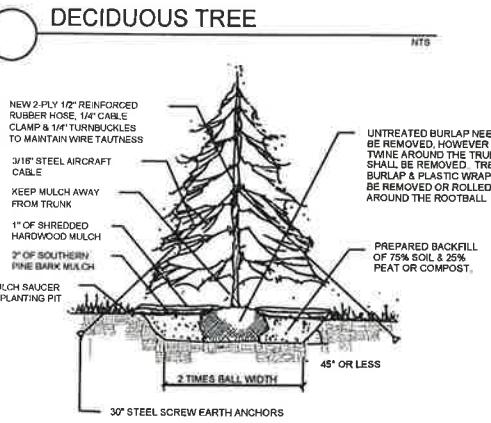 DECIDUOUS TREE
NTS
NEW 2-PLY 1/2" REINFORCED
RUBBER HOSE, 1/4" CABLE
CLAMP & 1/4" TURNBUCKLES
TO MAINTAIN WIRE TAUTNESS
3/16" STEEL AIRCRAFT
CABLE
KEEP MULCH AWAY
FROM TRUNK
1" OF SHREDDED
HARDWOOD MULCH
2" OF SOUTHERN
PINE BARK MULCH
LCH SAUCER
PLANTING PIT
UNTREATED BURLAP NEE
BE REMOVED, HOWEVER
TWINE AROUND THE TRU
SHALL BE REMOVED. TRE
BURLAP & PLASTIC WRAP
BE REMOVED OR ROLLED
AROUND THE ROOTBALL
PREPARED BACKFILL
OF 75% SOIL & 25%
PEAT OR COMPOST.
45° OR LESS
2 TIMES BALL WIDTH
30" STEEL SCREW EARTH ANCHORS